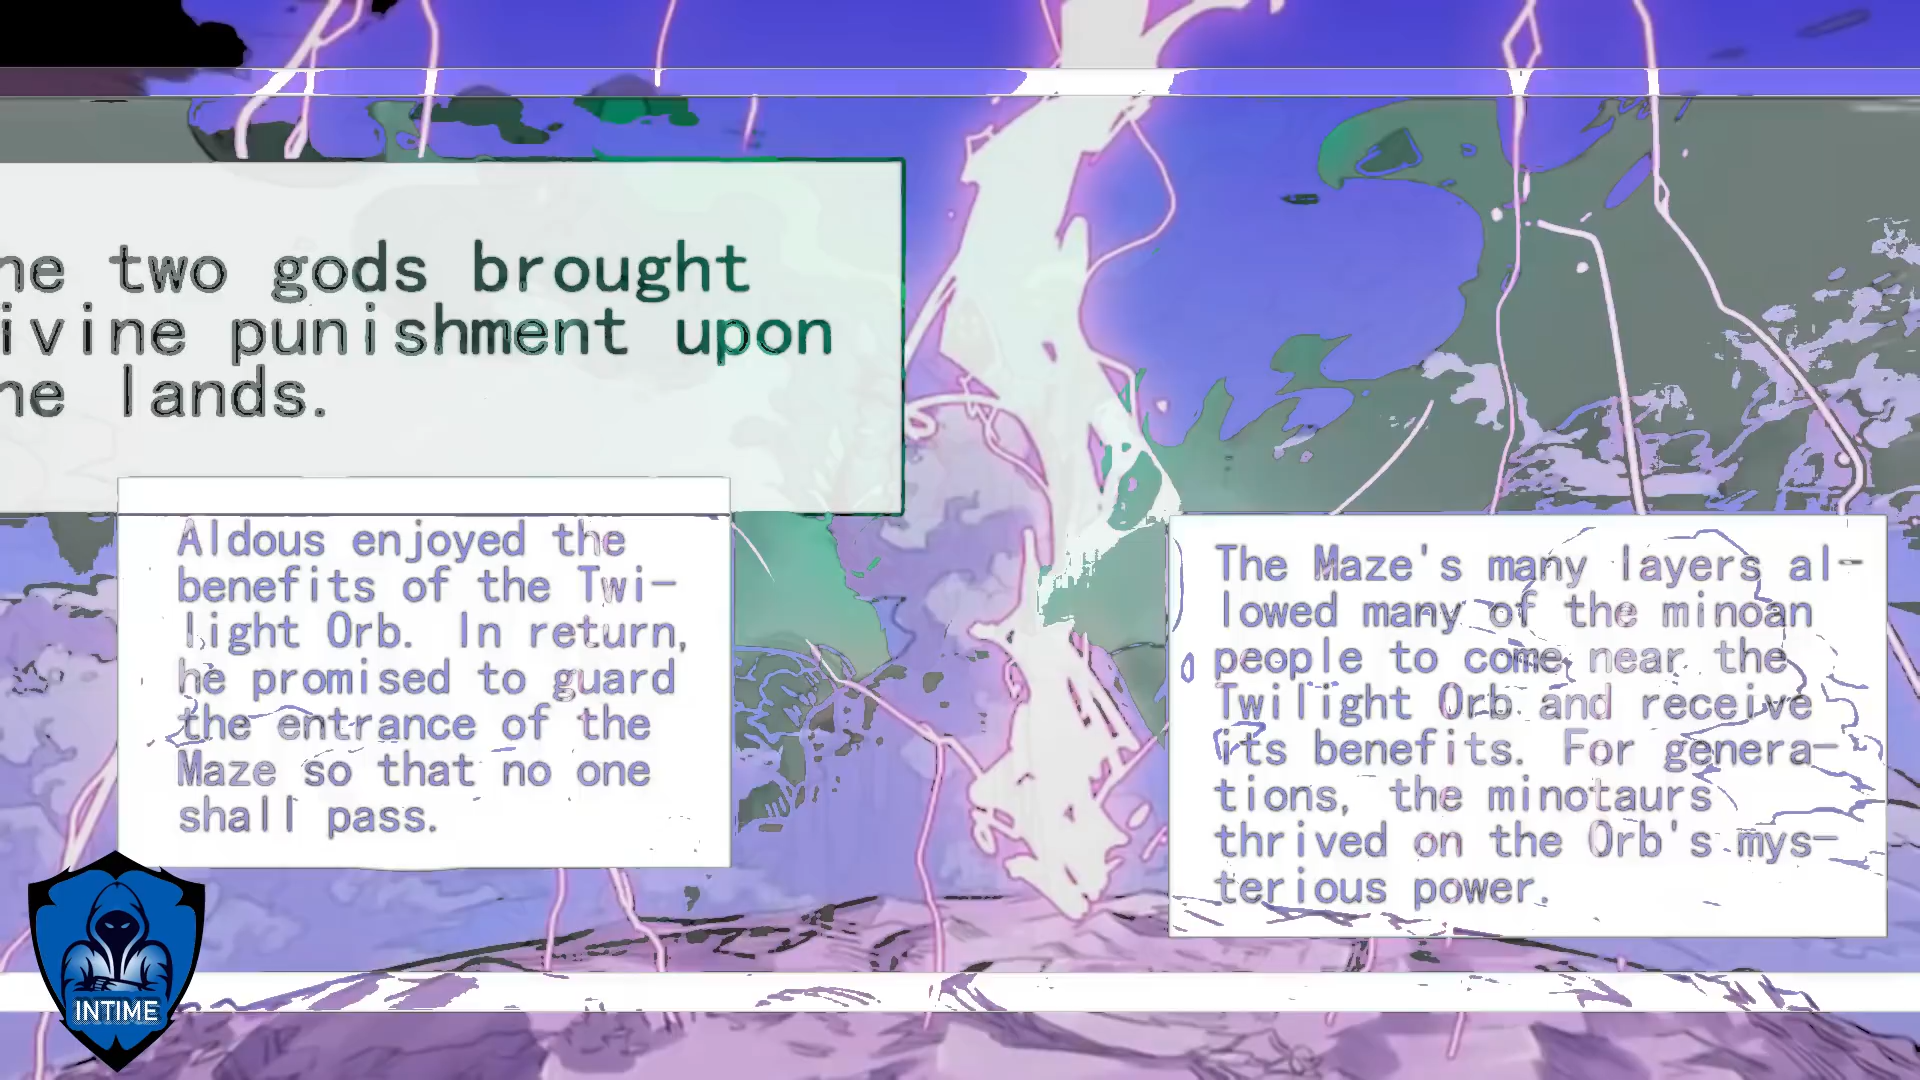 he two gods brought
ivine punishment upon
he lands.
Aldous enjoyed the
benefits of the Twi-
light Orb. In return,
he promised to guard
the entrance of the
Maze so that no one
shall pass.
The Maze's many layers al-
lowed many of the minoan
people to come near the
Twilight Orb and receive
its benefits. For genera-
tions, the minotaurs
thrived on the Orb's mys-
terious power.
INTIME